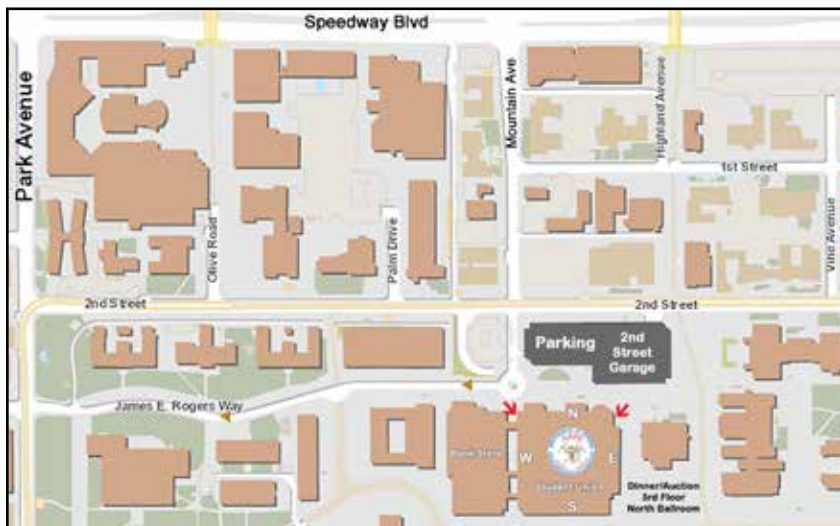 Speedway Blvd
Park Avenue
Mountain Ave
Highland Avenue
1st Street
Olive Road
Palm Drive
Vine Avenue
2nd Street
2nd Street
Parking
2nd
Street
Garage
James E. Rogers Way
N
W
E
Book Store
Student Union
S
Dinner/Auction
3rd Floor
North Ballroom